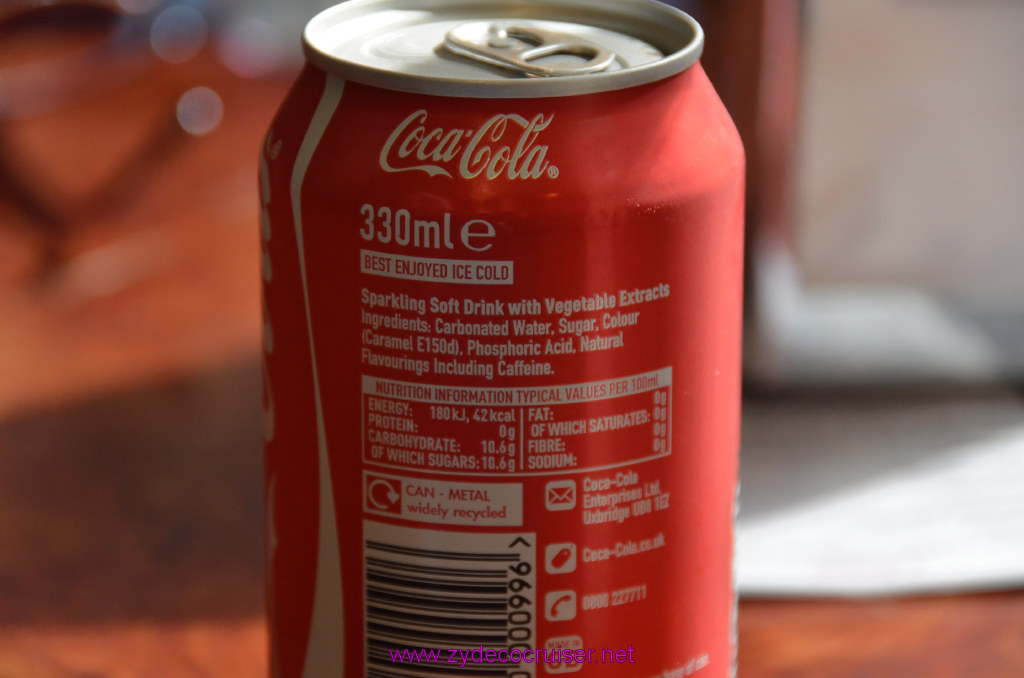 Coca-Cola®
330ml ℮
BEST ENJOYED ICE COLD
Sparkling Soft Drink with Vegetable Extracts
Ingredients: Carbonated Water, Sugar, Colour
(Caramel E150d), Phosphoric Acid, Natural
Flavourings Including Caffeine.
NUTRITION INFORMATION TYPICAL VALUES PER 100ml
ENERGY: 180kJ, 42kcal
PROTEIN: 0g
CARBOHYDRATE: 10.6g
OF WHICH SUGARS: 10.6g
FAT: 0g
OF WHICH SATURATES: 0g
FIBRE: 0g
SODIUM: 0g
CAN - METAL
widely recycled
Coca-Cola
Enterprises Ltd,
Uxbridge UB8 1EZ
Coca-Cola.co.uk
0800 227711
000996 >
www.zydecocruiser.net